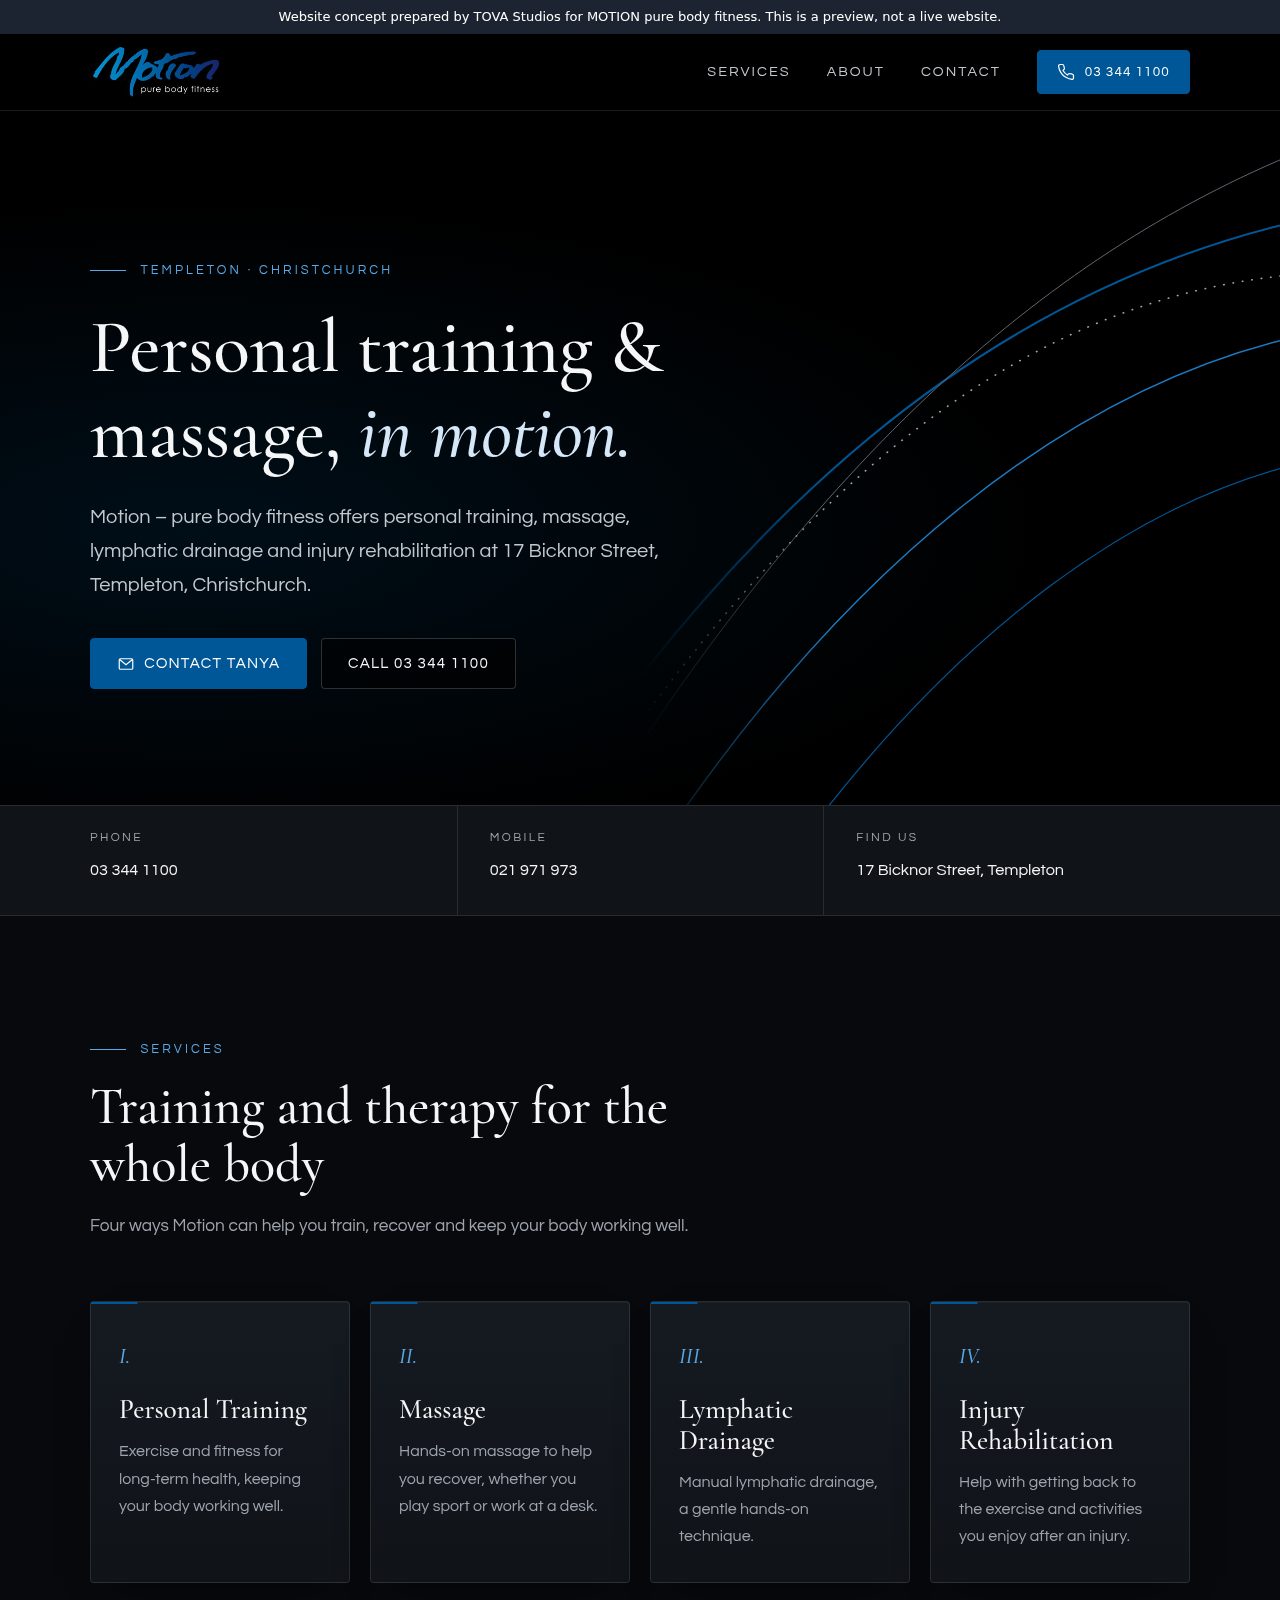 Website concept prepared by TOVA Studios for MOTION pure body fitness. This is a preview, not a live website.
Motion
pure body fitness
SERVICES
ABOUT
CONTACT
03 344 1100
TEMPLETON · CHRISTCHURCH
Personal training &
massage, in motion.
Motion – pure body fitness offers personal training, massage,
lymphatic drainage and injury rehabilitation at 17 Bicknor Street,
Templeton, Christchurch.
CONTACT TANYA
CALL 03 344 1100
PHONE
03 344 1100
MOBILE
021 971 973
FIND US
17 Bicknor Street, Templeton
SERVICES
Training and therapy for the
whole body
Four ways Motion can help you train, recover and keep your body working well.
I.
Personal Training
Exercise and fitness for
long-term health, keeping
your body working well.
II.
Massage
Hands-on massage to help
you recover, whether you
play sport or work at a desk.
III.
Lymphatic
Drainage
Manual lymphatic drainage,
a gentle hands-on
technique.
IV.
Injury
Rehabilitation
Help with getting back to
the exercise and activities
you enjoy after an injury.